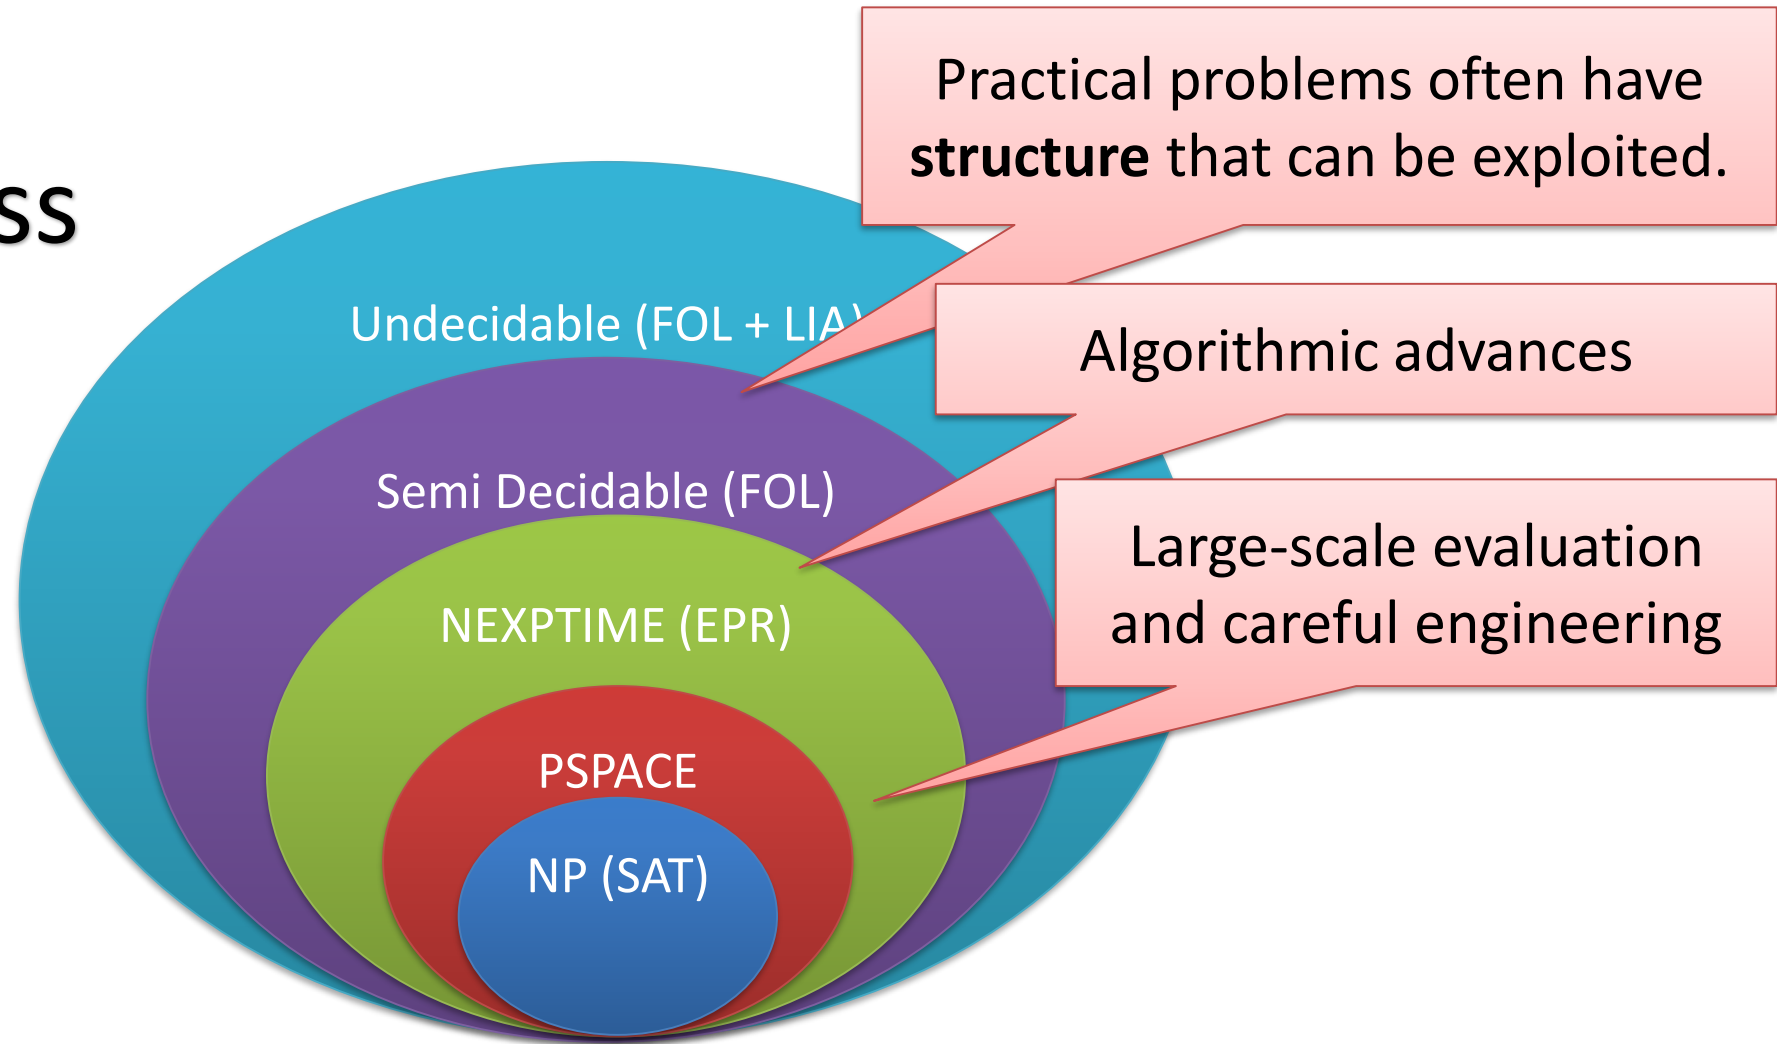 Practical problems often have
structure that can be exploited.
ss
Undecidable (FOL + LIA)
Algorithmic advances
Semi Decidable (FOL)
Large-scale evaluation
and careful engineering
NEXPTIME (EPR)
PSPACE
NP (SAT)